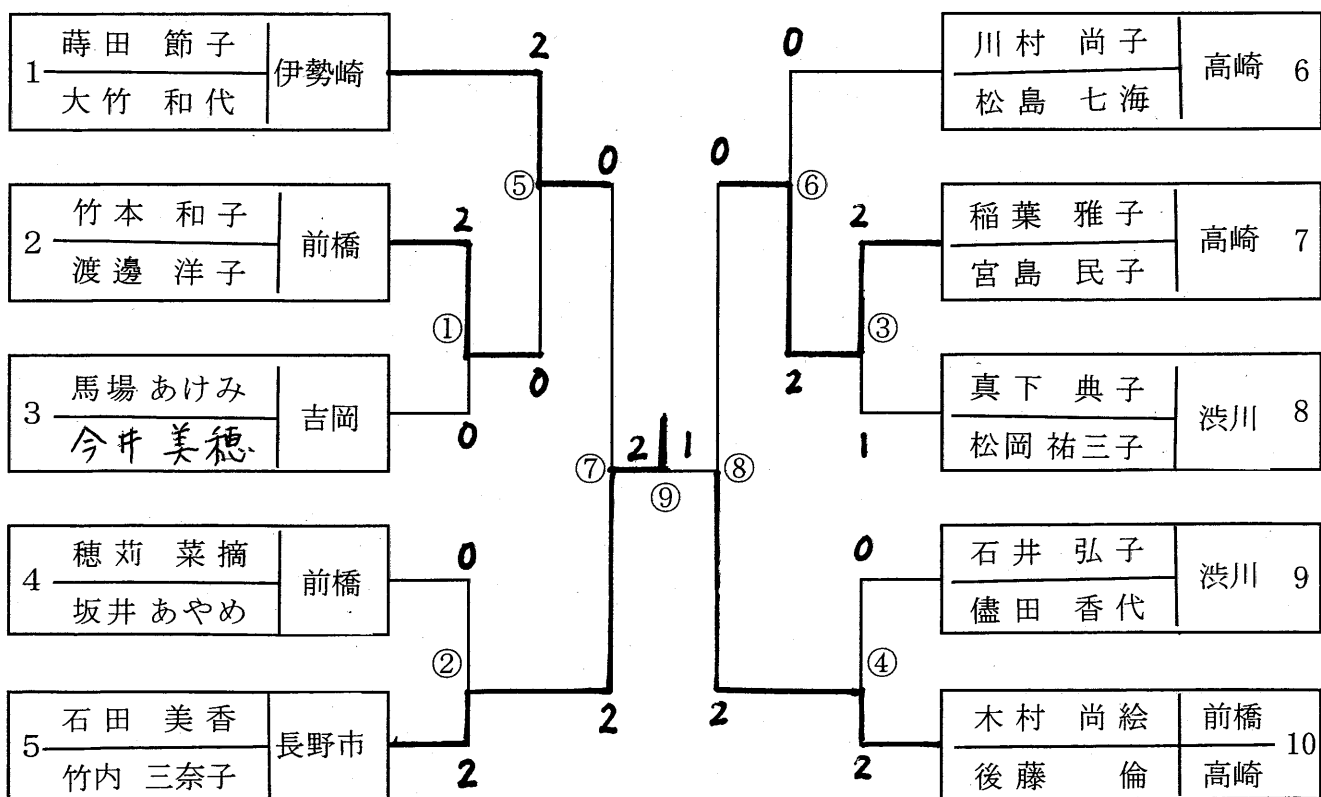 1 蒔田 節子 伊勢崎
大竹 和代
2 竹本 和子 前橋
渡邊 洋子
3 馬場 あけみ 吉岡
今井 美穂
4 穂苅 菜摘 前橋
坂井 あやめ
5 石田 美香 長野市
竹内 三奈子
2
0
⑤
2
①
0
0
0
②
2
2
⑦
2
1
⑨
⑧
0
0
⑥
2
③
2
1
0
④
2
2
川村 尚子 高崎 6
松島 七海
稲葉 雅子 高崎 7
宮島 民子
真下 典子 渋川 8
松岡 祐三子
石井 弘子 渋川 9
儘田 香代
木村 尚絵 前橋 10
後藤 倫 高崎